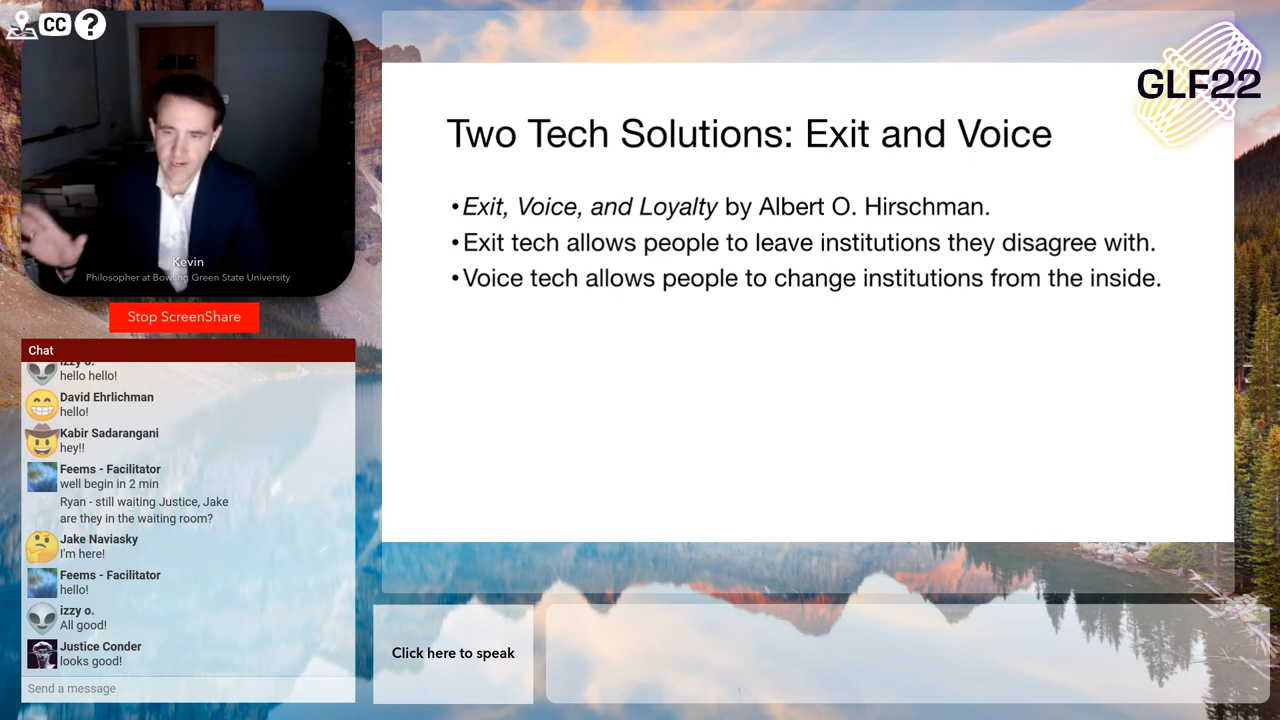 CC
?
GLF22
Kevin
Philosopher at Bowling Green State University
Stop ScreenShare
Two Tech Solutions: Exit and Voice
•Exit, Voice, and Loyalty by Albert O. Hirschman.
•Exit tech allows people to leave institutions they disagree with.
•Voice tech allows people to change institutions from the inside.
Chat
izzy o.
hello hello!
David Ehrlichman
hello!
Kabir Sadarangani
hey!!
Feems - Facilitator
well begin in 2 min
Ryan - still waiting Justice, Jake
are they in the waiting room?
Jake Naviasky
I'm here!
Feems - Facilitator
hello!
izzy o.
All good!
Justice Conder
looks good!
Send a message
Click here to speak